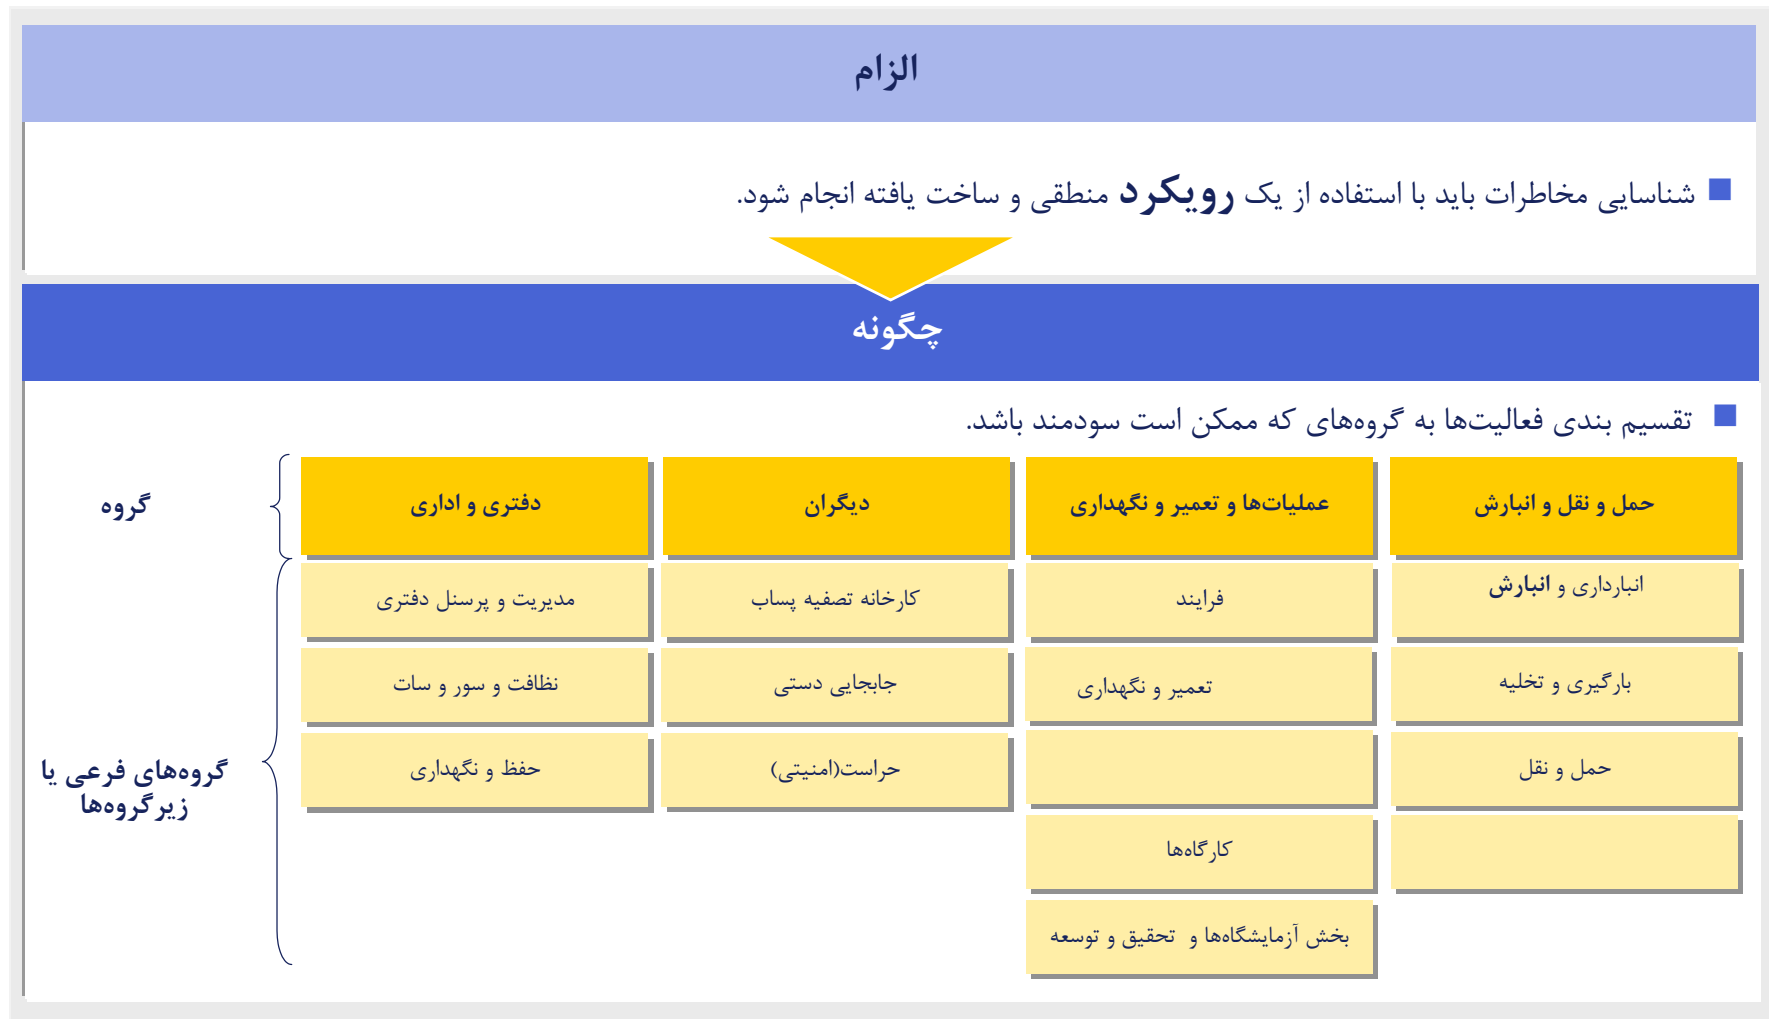 الزام
شناسایی مخاطرات باید با استفاده از یک رویکرد منطقی و ساخت یافته انجام شود.
چگونه
تقسیم بندی فعالیت‌ها به گروه‌های که ممکن است سودمند باشد.
حمل و نقل و انبارش
عملیات‌ها و تعمیر و نگهداری
دیگران
دفتری و اداری
گروه
انبارداری و انبارش
فرایند
کارخانه تصفیه پساب
مدیریت و پرسنل دفتری
بارگیری و تخلیه
تعمیر و نگهداری
جابجایی دستی
نظافت و سور و سات
حمل و نقل
حراست(امنیتی)
حفظ و نگهداری
گروه‌های فرعی یا
زیرگروه‌ها
کارگاه‌ها
بخش آزمایشگاه‌ها و تحقیق و توسعه